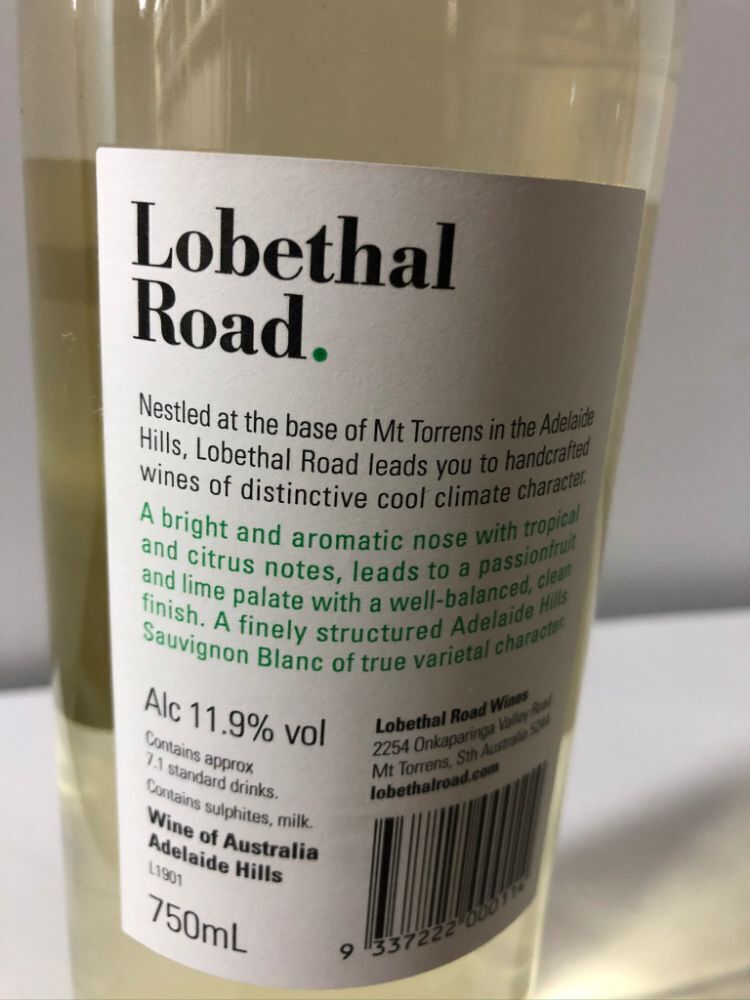 Lobethal
Road.
Nestled at the base of Mt Torrens in the Adelaide
Hills, Lobethal Road leads you to handcrafted
wines of distinctive cool climate character.
A bright and aromatic nose with tropical
and citrus notes, leads to a passionfruit
and lime palate with a well-balanced, clean
finish. A finely structured Adelaide Hills
Sauvignon Blanc of true varietal character.
Alc 11.9% vol
Contains approx
7.1 standard drinks.
Contains sulphites, milk.
Wine of Australia
Adelaide Hills
L1901
750mL
Lobethal Road Wines
2254 Onkaparinga Valley Road
Mt Torrens, Sth Australia 5244
lobethalroad.com
9 337222 000114